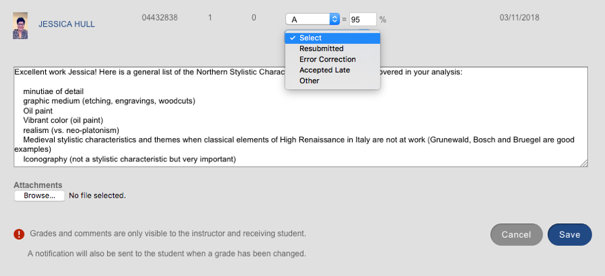 JESSICA HULL 04432838 1 0 A = 95 % 03/11/2018
✓ Select
Resubmitted
Error Correction
Accepted Late
Other
Excellent work Jessica! Here is a general list of the Northern Stylistic Charac overed in your analysis:
minutiae of detail
graphic medium (etching, engravings, woodcuts)
Oil paint
Vibrant color (oil paint)
realism (vs. neo-platonism)
Medieval stylistic characteristics and themes when classical elements of High Renaissance in Italy are not at work (Grunewald, Bosch and Bruegel are good
examples)
Iconography (not a stylistic characteristic but very important)
Attachments
Browse... No file selected.
Grades and comments are only visible to the instructor and receiving student.
Cancel Save
A notification will also be sent to the student when a grade has been changed.